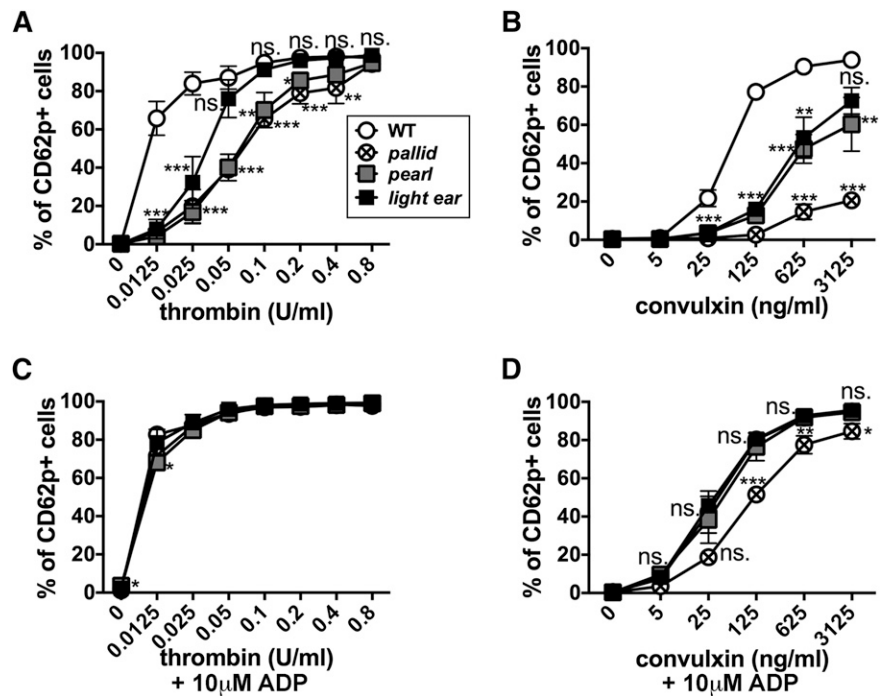 A
% of CD62p+ cells
100
80
60
40
20
0
ns. ns. ns. ns.
ns.
*
**
***
**
***
***
***
***
***
0 0.0125 0.025 0.05 0.1 0.2 0.4 0.8
thrombin (U/ml)
WT
pallid
pearl
light ear
B
% of CD62p+ cells
100
80
60
40
20
0
ns.
**
**
***
***
***
***
***
0 5 25 125 625 3125
convulxin (ng/ml)
C
% of CD62p+ cells
100
80
60
40
20
0
*
*
0 0.0125 0.025 0.05 0.1 0.2 0.4 0.8
thrombin (U/ml)
+ 10μM ADP
D
% of CD62p+ cells
100
80
60
40
20
0
ns.
ns.
ns.
**
*
***
ns.
ns.
ns.
0 5 25 125 625 3125
convulxin (ng/ml)
+ 10μM ADP